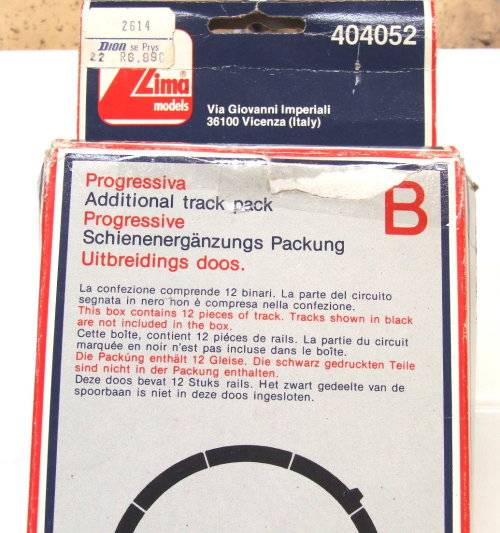 2614
Dion se Prys
22 R6.99C
Lima
models
404052
Via Giovanni Imperiali
36100 Vicenza (Italy)
Progressiva
Additional track pack
Progressive
Schienenergänzungs Packung
Uitbreidings doos.
B
La confezione comprende 12 binari. La parte del circuito
segnata in nero non è compresa nella confezione.
This box contains 12 pieces of track. Tracks shown in black
are not included in the box.
Cette boîte, contient 12 piéces de rails. La partie du circuit
marquée en noir n'est pas incluse dans le boîte.
Die Packung enthält 12 Gleise. Die schwarz gedruckten Teile
sind nicht in der Packung enthalten.
Deze doos bevat 12 Stuks rails. Het zwart gedeelte van de
spoorbaan is niet in deze doos ingesloten.